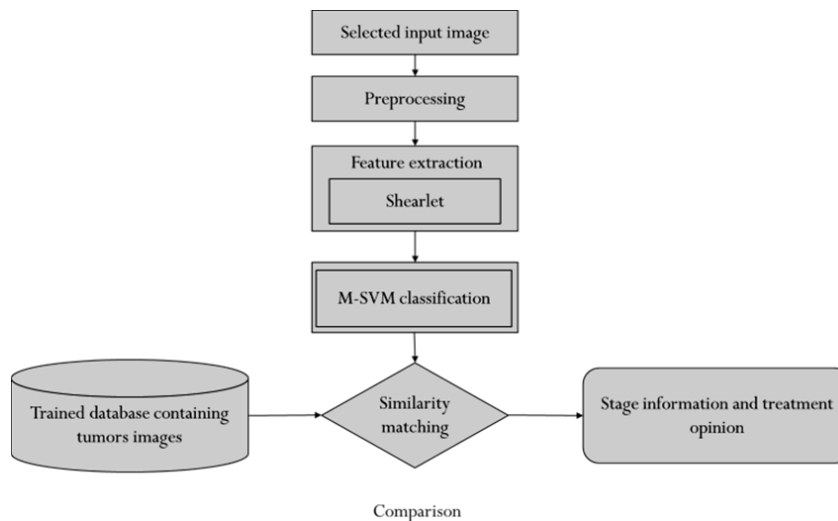 Selected input image
Preprocessing
Feature extraction
Shearlet
M-SVM classification
Trained database containing
tumors images
Similarity
matching
Stage information and treatment
opinion
Comparison